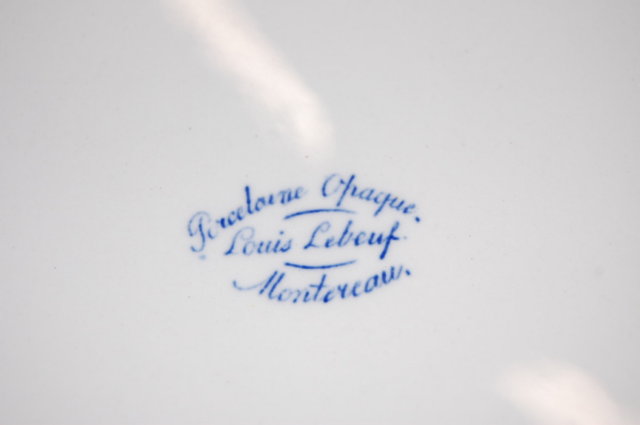 Porcelaine Opaque.
Louis Lebeuf.
Montereau.